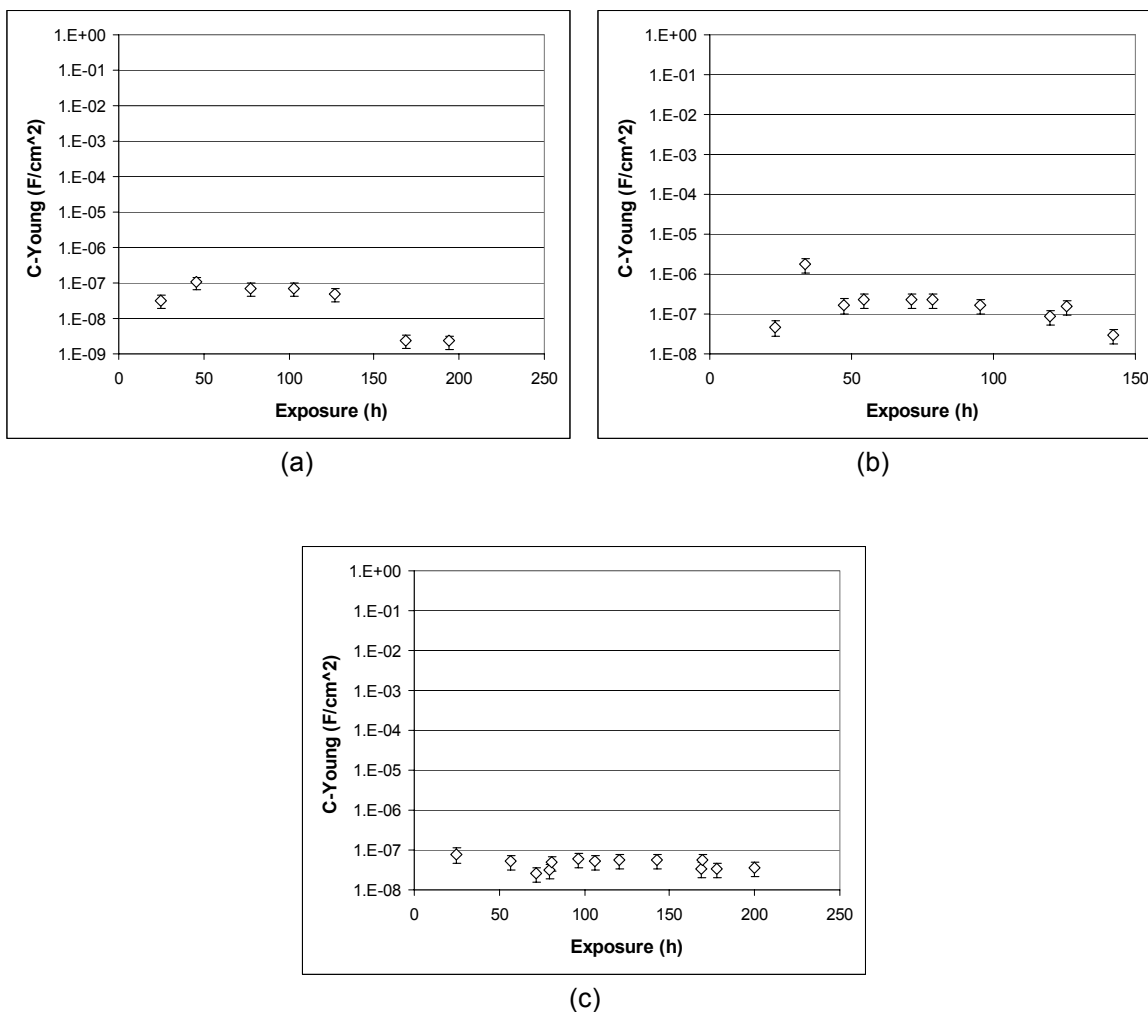 C-Young (F/cm^2)
1.E+00
1.E-01
1.E-02
1.E-03
1.E-04
1.E-05
1.E-06
1.E-07
1.E-08
1.E-09
0 50 100 150 200 250
Exposure (h)
(a)
C-Young (F/cm^2)
1.E+00
1.E-01
1.E-02
1.E-03
1.E-04
1.E-05
1.E-06
1.E-07
1.E-08
0 50 100 150
Exposure (h)
(b)
C-Young (F/cm^2)
1.E+00
1.E-01
1.E-02
1.E-03
1.E-04
1.E-05
1.E-06
1.E-07
1.E-08
0 50 100 150 200 250
Exposure (h)
(c)